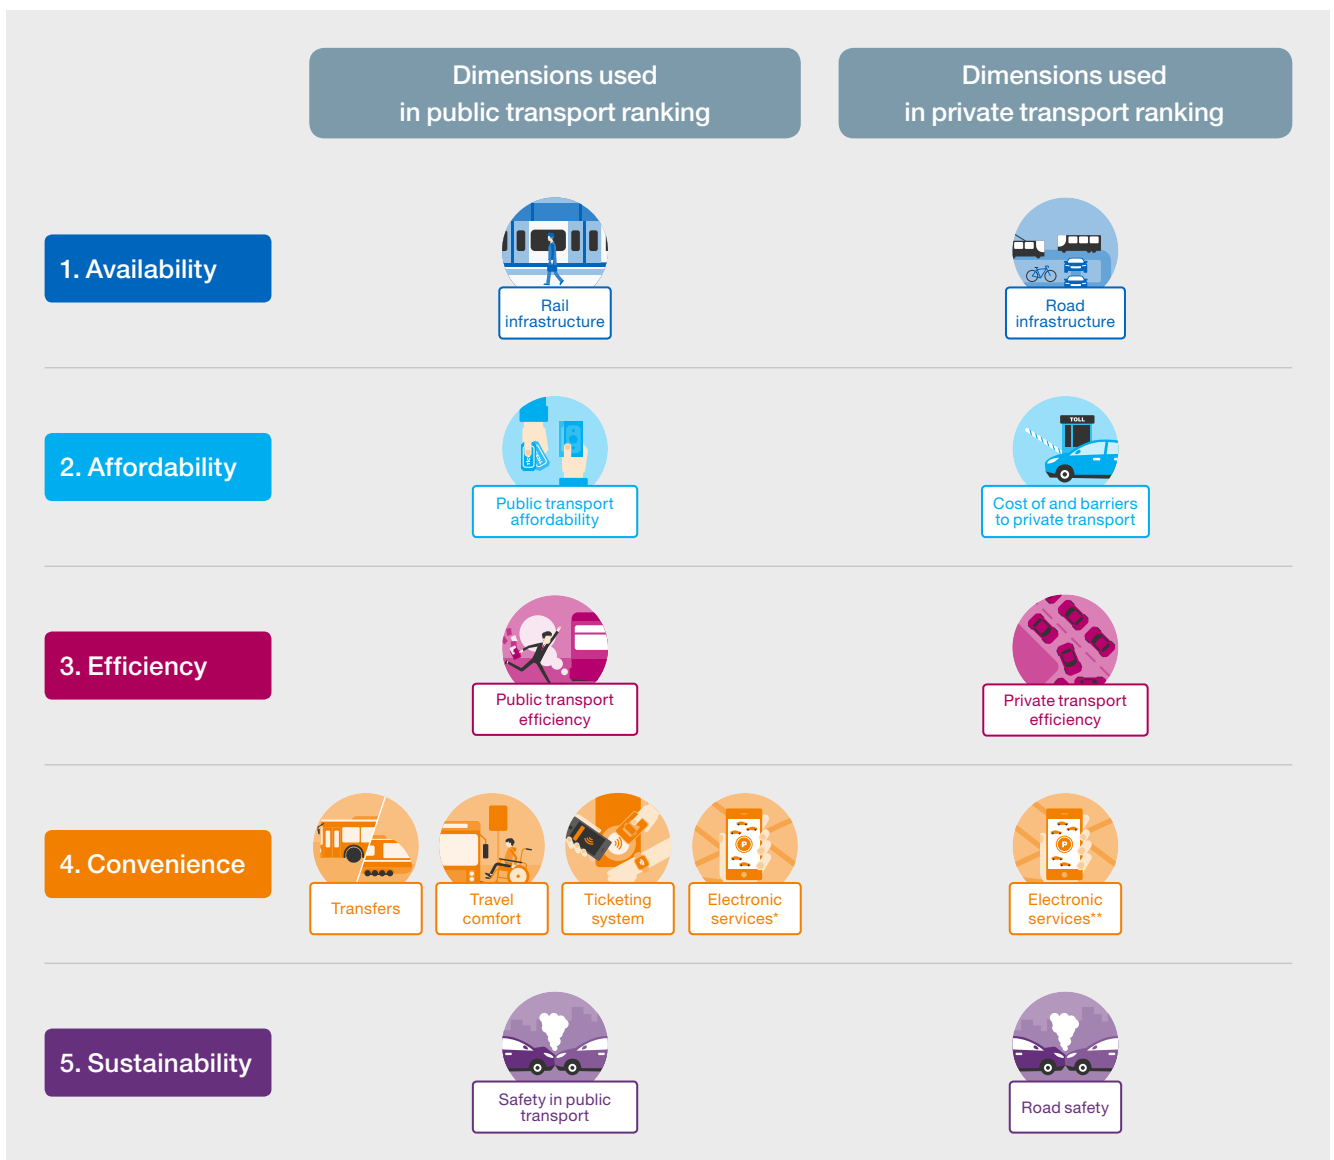 Dimensions used
in public transport ranking
Dimensions used
in private transport ranking
1. Availability
Rail
infrastructure
Road
infrastructure
2. Affordability
TOLL
Public transport
affordability
Cost of and barriers
to private transport
3. Efficiency
Public transport
efficiency
Private transport
efficiency
4. Convenience
P
P
Transfers
Travel
comfort
Ticketing
system
Electronic
services*
Electronic
services**
5. Sustainability
Safety in public
transport
Road safety